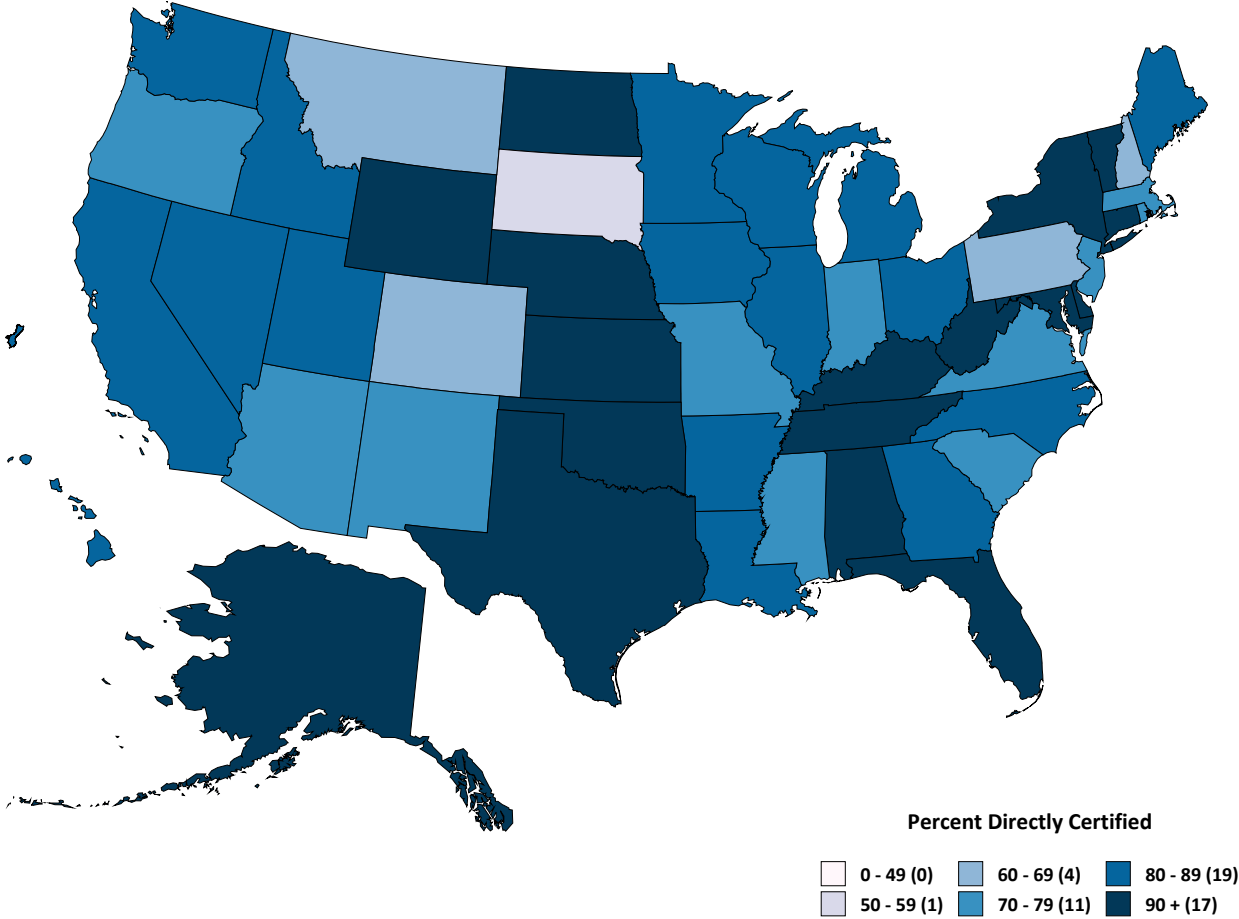 Percent Directly Certified
0 - 49 (0) 60 - 69 (4) 80 - 89 (19)
50 - 59 (1) 70 - 79 (11) 90 + (17)